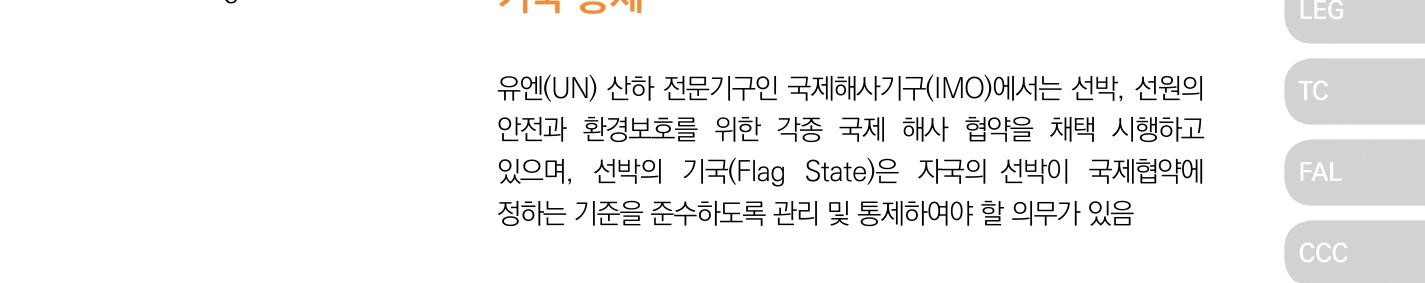 기국 통제
유엔(UN) 산하 전문기구인 국제해사기구(IMO)에서는 선박, 선원의
안전과 환경보호를 위한 각종 국제 해사 협약을 채택 시행하고
있으며, 선박의 기국(Flag State)은 자국의 선박이 국제협약에
정하는 기준을 준수하도록 관리 및 통제하여야 할 의무가 있음
LEG
TC
FAL
CCC